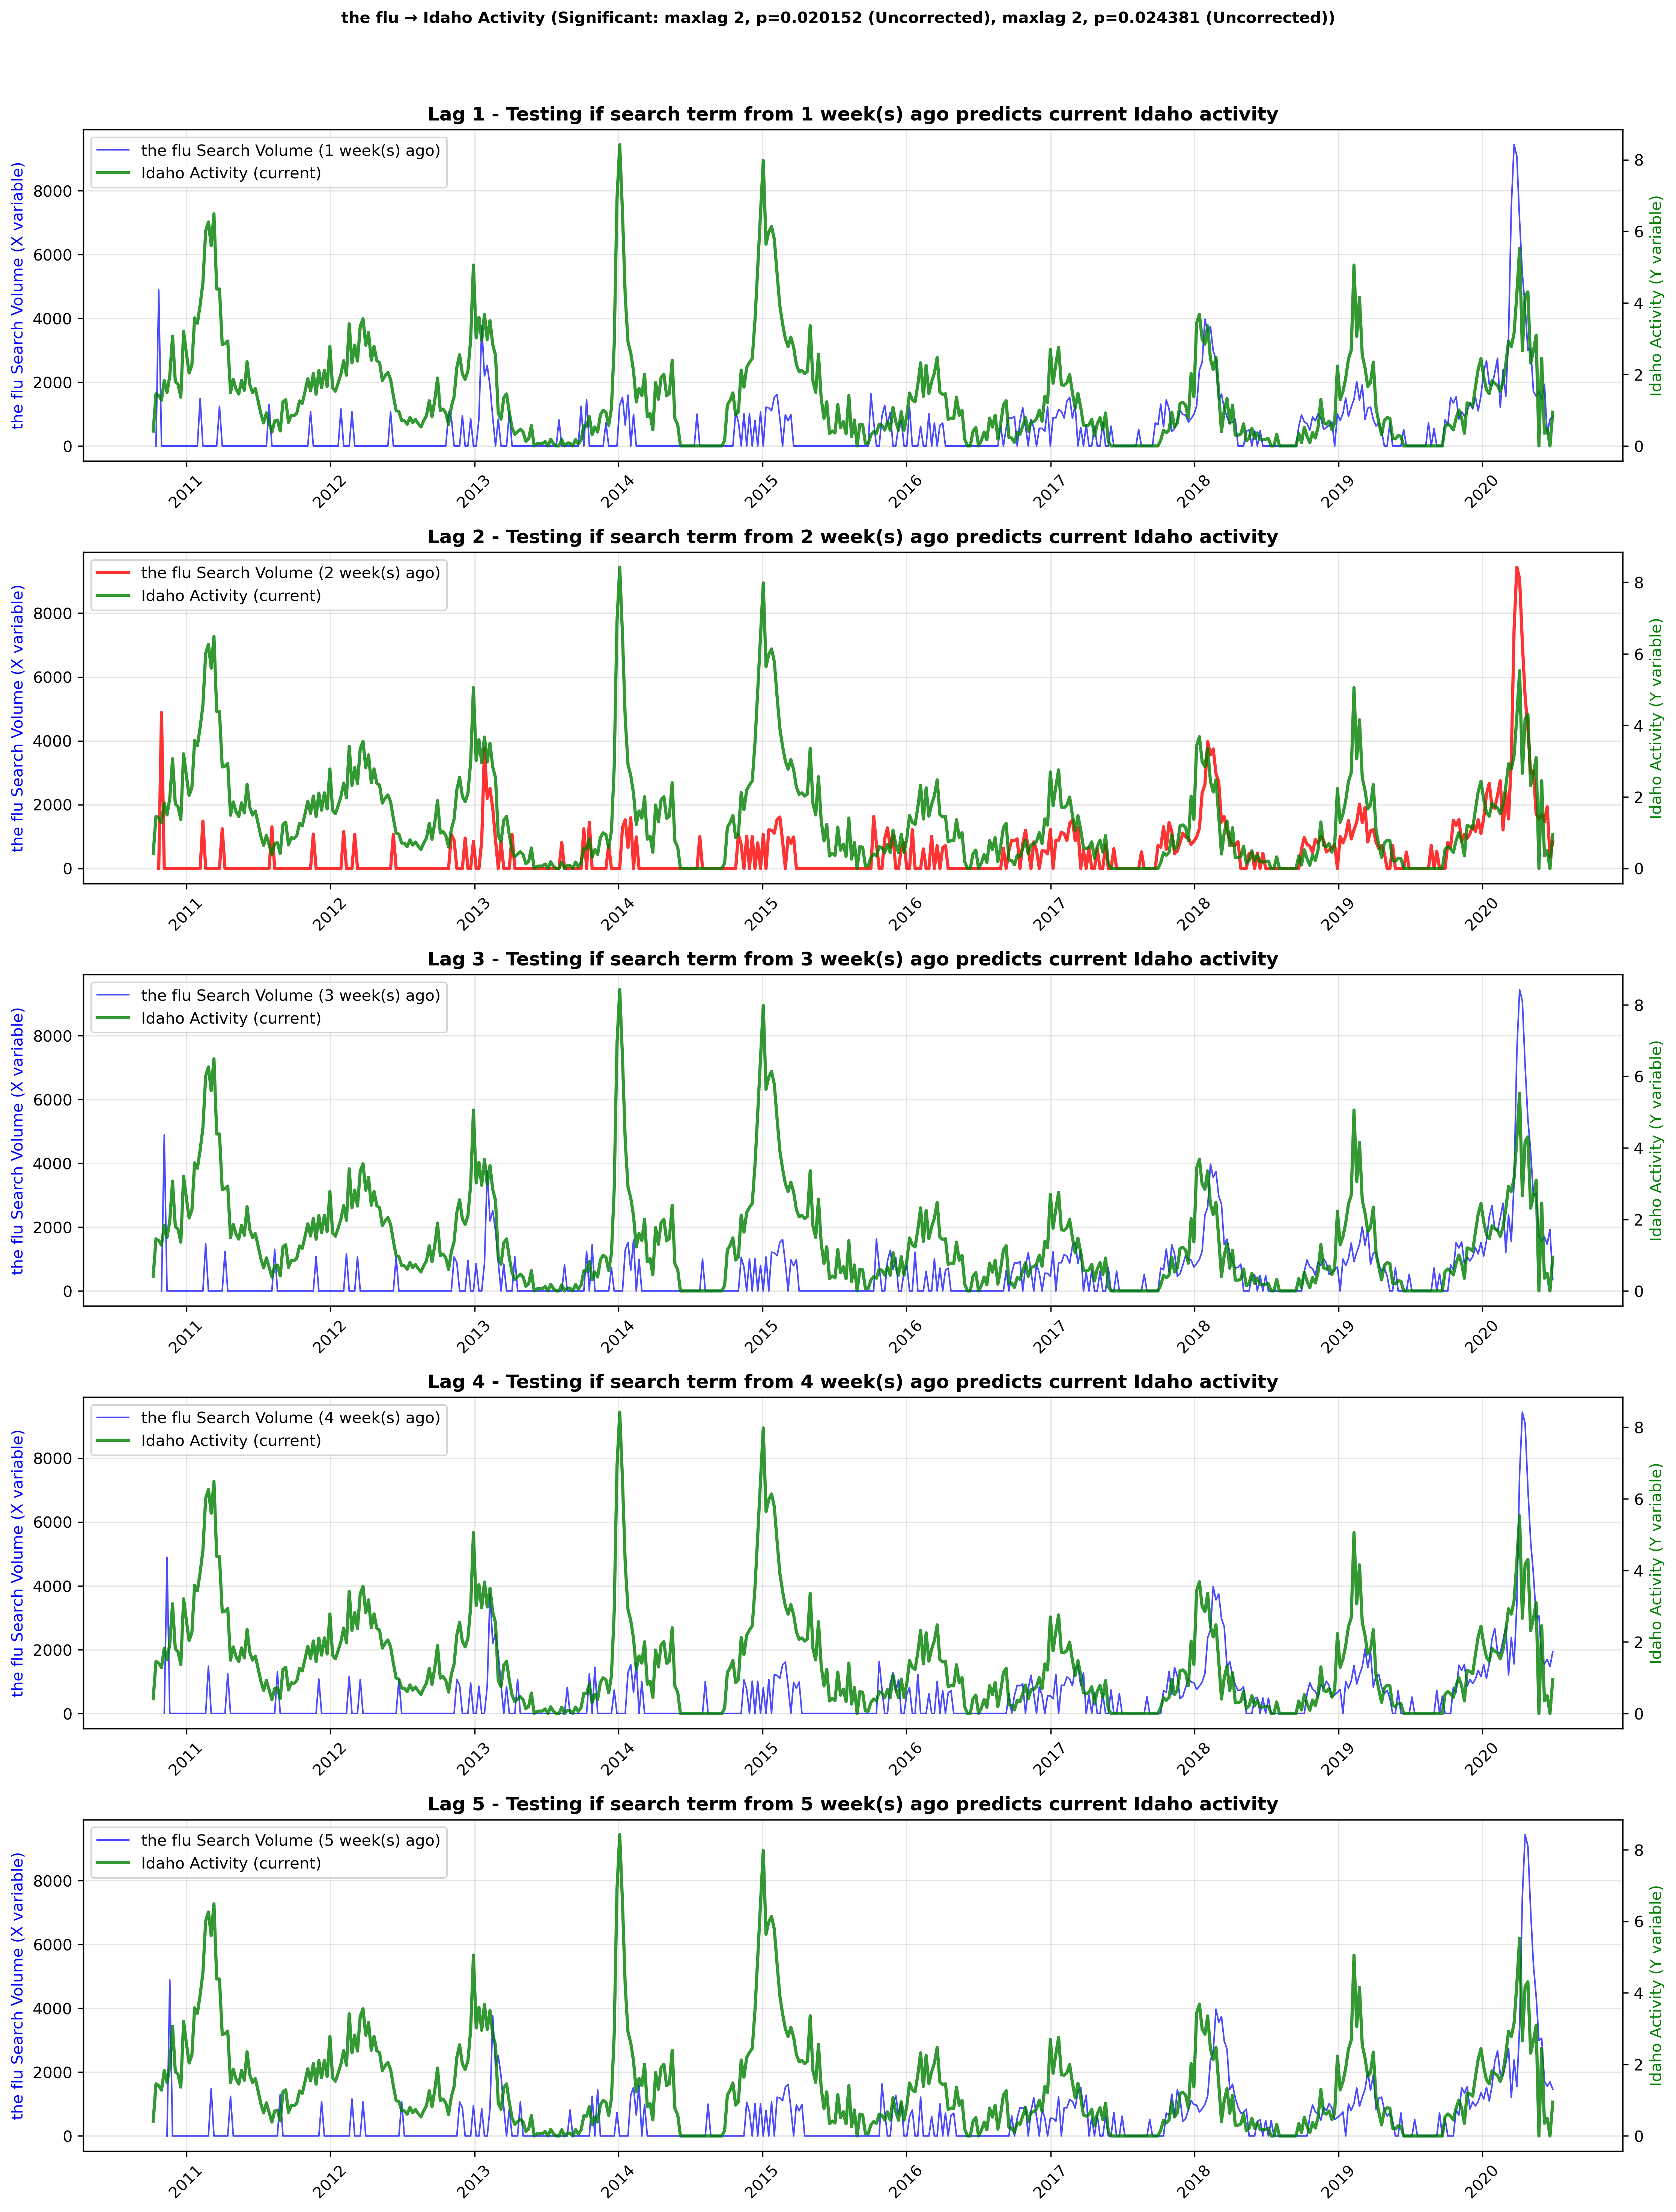 the flu → Idaho Activity (Significant: maxlag 2, p=0.020152 (Uncorrected), maxlag 2, p=0.024381 (Uncorrected))
Lag 1 - Testing if search term from 1 week(s) ago predicts current Idaho activity
the flu Search Volume (1 week(s) ago)
Idaho Activity (current)
the flu Search Volume (X variable)
8000
6000
4000
2000
0
8
6
4
2
0
Idaho Activity (Y variable)
2011 2012 2013 2014 2015 2016 2017 2018 2019 2020
Lag 2 - Testing if search term from 2 week(s) ago predicts current Idaho activity
the flu Search Volume (2 week(s) ago)
Idaho Activity (current)
the flu Search Volume (X variable)
8000
6000
4000
2000
0
8
6
4
2
0
Idaho Activity (Y variable)
2011 2012 2013 2014 2015 2016 2017 2018 2019 2020
Lag 3 - Testing if search term from 3 week(s) ago predicts current Idaho activity
the flu Search Volume (3 week(s) ago)
Idaho Activity (current)
the flu Search Volume (X variable)
8000
6000
4000
2000
0
8
6
4
2
0
Idaho Activity (Y variable)
2011 2012 2013 2014 2015 2016 2017 2018 2019 2020
Lag 4 - Testing if search term from 4 week(s) ago predicts current Idaho activity
the flu Search Volume (4 week(s) ago)
Idaho Activity (current)
the flu Search Volume (X variable)
8000
6000
4000
2000
0
8
6
4
2
0
Idaho Activity (Y variable)
2011 2012 2013 2014 2015 2016 2017 2018 2019 2020
Lag 5 - Testing if search term from 5 week(s) ago predicts current Idaho activity
the flu Search Volume (5 week(s) ago)
Idaho Activity (current)
the flu Search Volume (X variable)
8000
6000
4000
2000
0
8
6
4
2
0
Idaho Activity (Y variable)
2011 2012 2013 2014 2015 2016 2017 2018 2019 2020